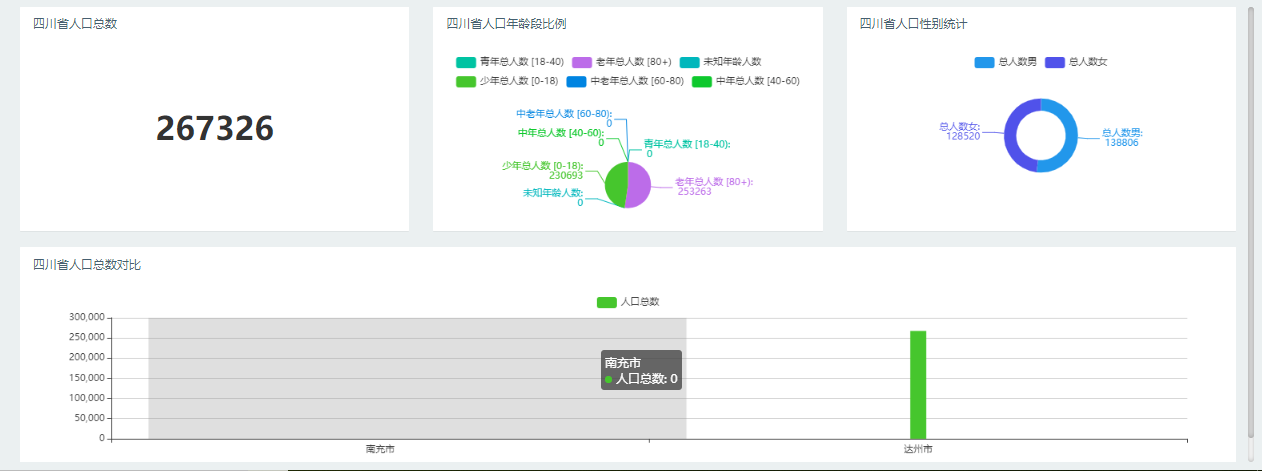 四川省人口总数
267326
四川省人口年龄段比例
青年总人数 [18-40) 老年总人数 [80+) 未知年龄人数
少年总人数 [0-18) 中老年总人数 [60-80) 中年总人数 [40-60)
中老年总人数 [60-80):
0
中年总人数 [40-60):
0
青年总人数 [18-40):
0
少年总人数 [0-18):
230693
老年总人数 [80+):
253263
未知年龄人数:
0
四川省人口性别统计
总人数男 总人数女
总人数女:
128520
总人数男:
138806
四川省人口总数对比
人口总数
300,000
250,000
200,000
150,000
100,000
50,000
0
南充市
人口总数: 0
南充市 达州市